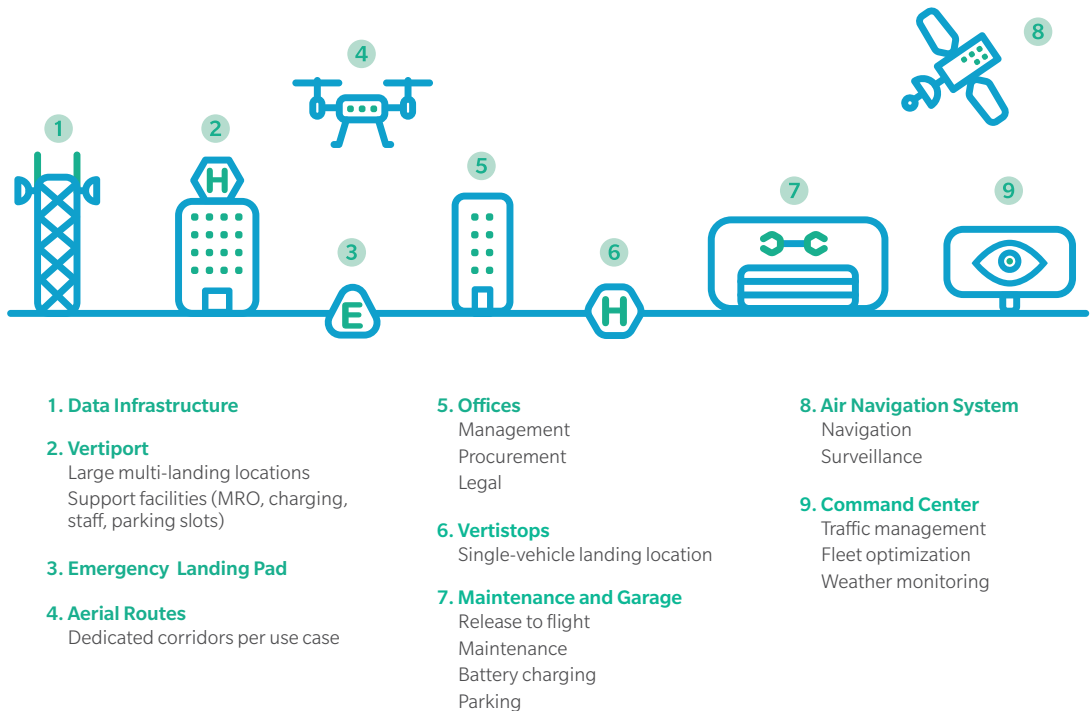 4
8
1
2
5
7
9
3
6
H
E
H
1. Data Infrastructure
2. Vertiport
Large multi-landing locations
Support facilities (MRO, charging,
staff, parking slots)
3. Emergency Landing Pad
4. Aerial Routes
Dedicated corridors per use case
5. Offices
Management
Procurement
Legal
6. Vertistops
Single-vehicle landing location
7. Maintenance and Garage
Release to flight
Maintenance
Battery charging
Parking
8. Air Navigation System
Navigation
Surveillance
9. Command Center
Traffic management
Fleet optimization
Weather monitoring